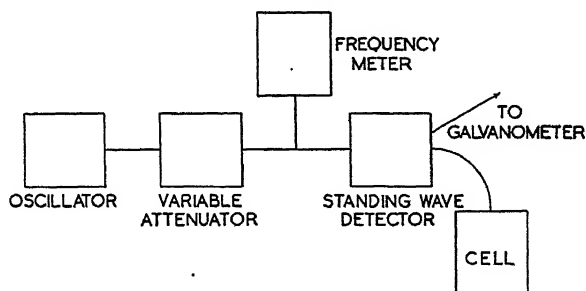 FREQUENCY
METER
TO
GALVANOMETER
OSCILLATOR
VARIABLE
ATTENUATOR
STANDING WAVE
DETECTOR
CELL